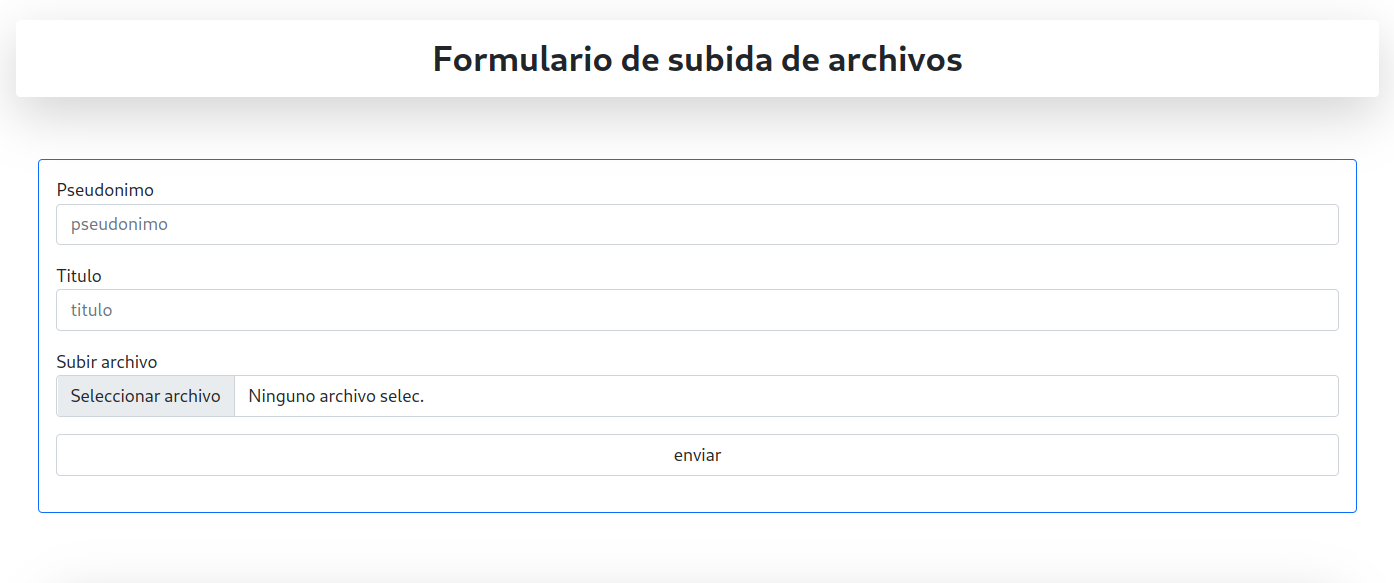 Formulario de subida de archivos
Pseudonimo
pseudonimo
Titulo
titulo
Subir archivo
Seleccionar archivo Ninguno archivo selec.
enviar